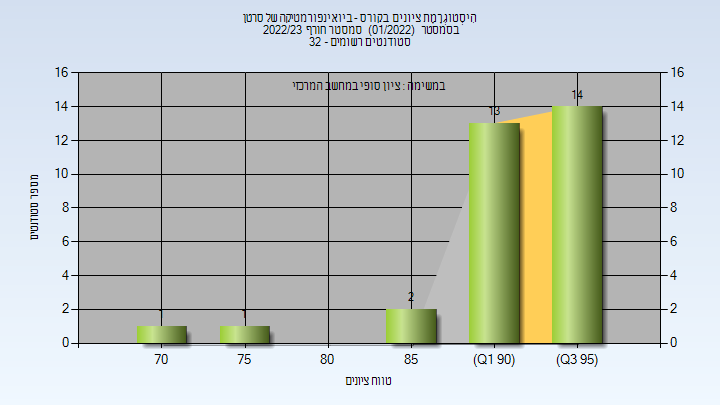 היסטוגרמת ציונים בקורס - ביואינפורמטיקה של סרטן
בסמסטר (01/2022) סמסטר חורף 2022/23
סטודנטים רשומים - 32
במשימה : ציון סופי במחשב המרכזי
16 16
14 14
12 12
10 10
8 8
6 6
4 4
2 2
0 0
1 1 2 13 14
70 75 80 85 (Q1 90) (Q3 95)
מספר סטודנטים
טווח ציונים